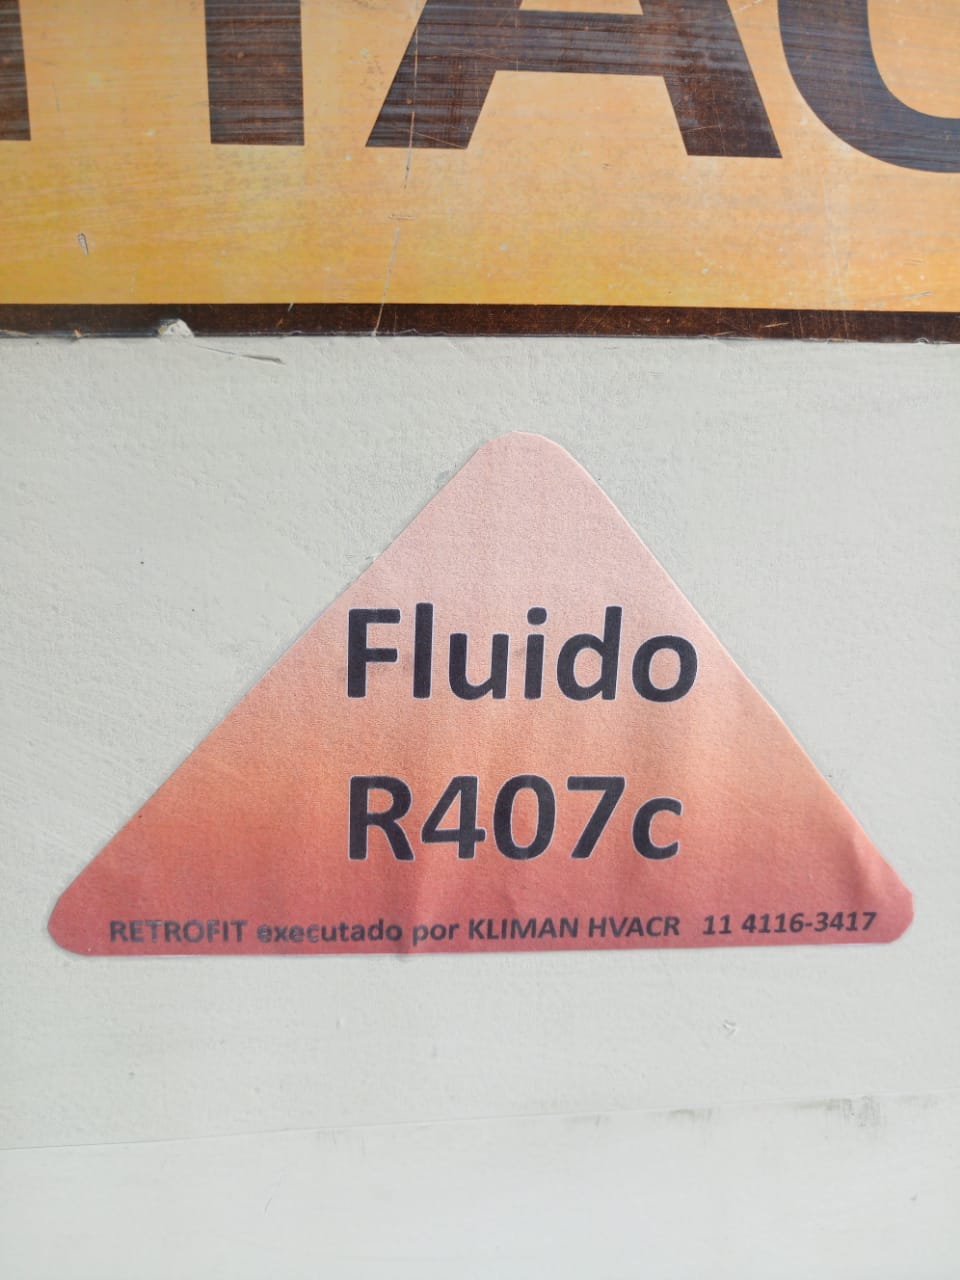 Fluido
R407c
RETROFIT executado por KLIMAN HVACR 11 4116-3417